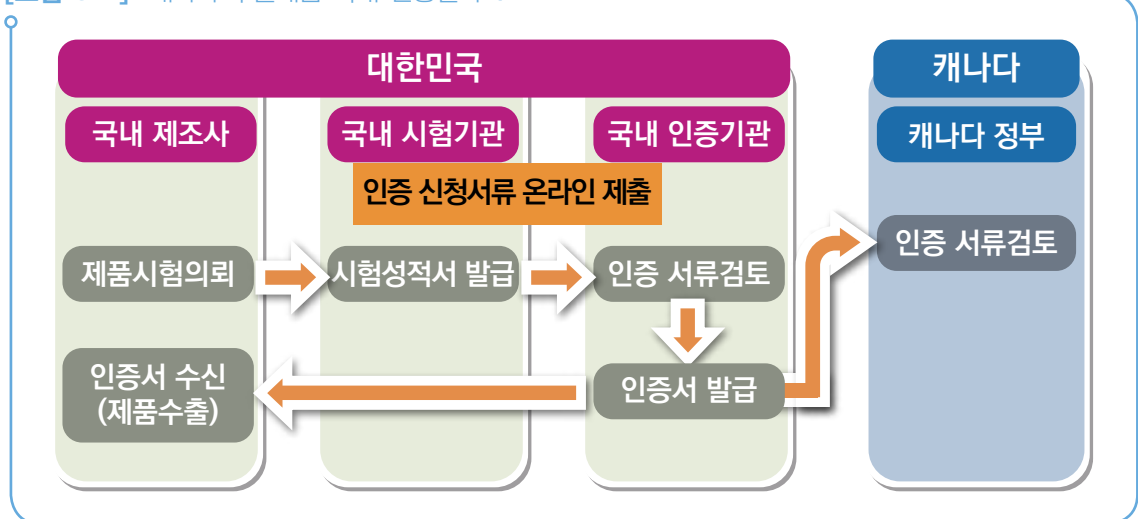 대한민국
캐나다
국내 제조사
국내 시험기관
국내 인증기관
캐나다 정부
인증 신청서류 온라인 제출
제품시험의뢰
시험성적서 발급
인증 서류검토
인증 서류검토
인증서 수신
(제품수출)
인증서 발급